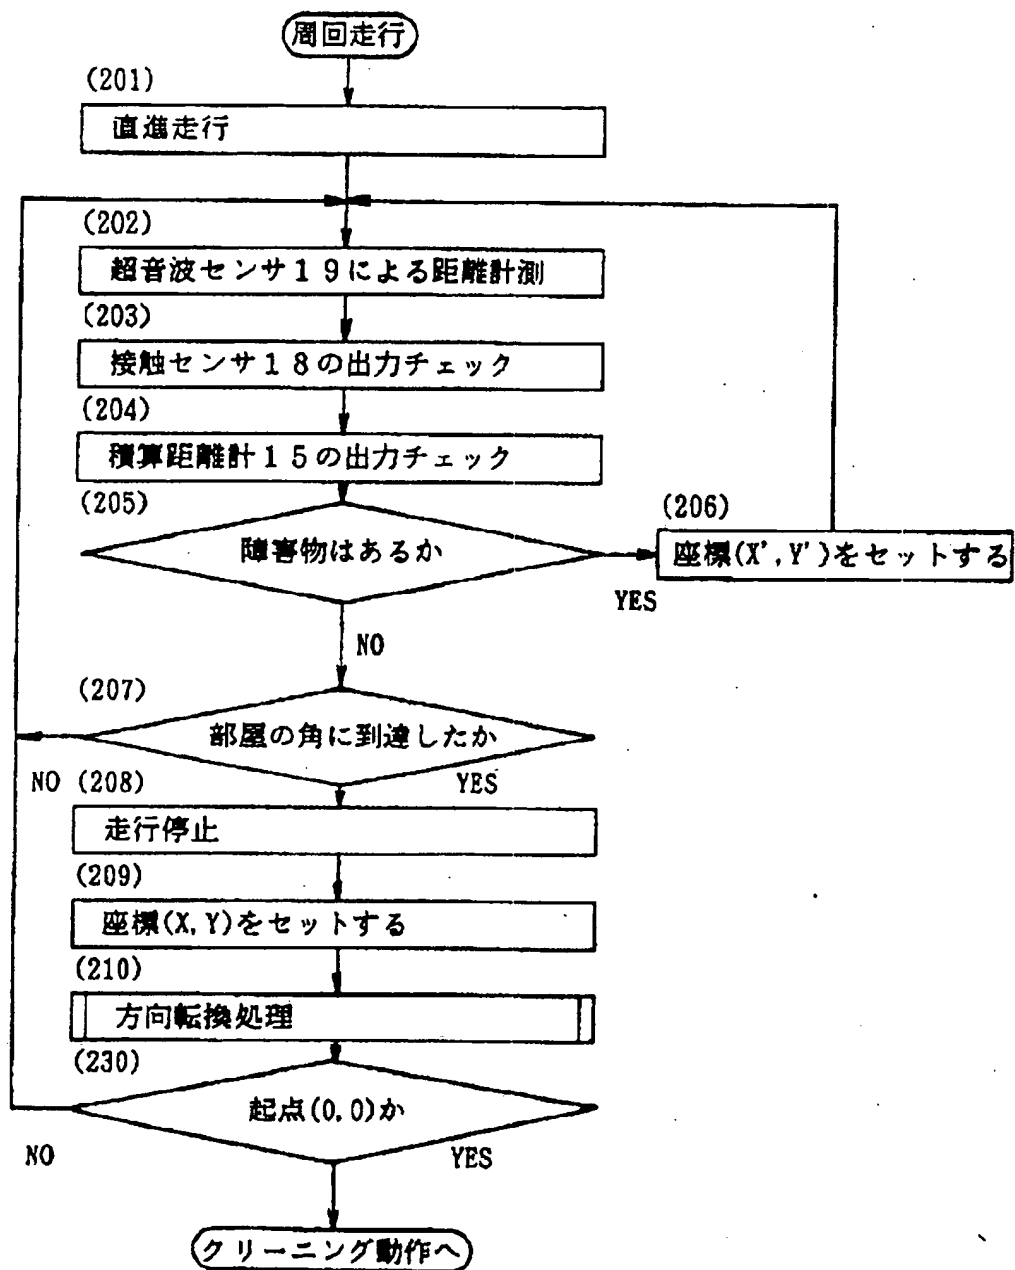 周回走行
(201)
直進走行
(202)
超音波センサ19による距離計測
(203)
接触センサ18の出力チェック
(204)
積算距離計15の出力チェック
(205)
障害物はあるか
YES
(206)
座標(X',Y')をセットする
NO
(207)
部屋の角に到達したか
NO
YES
(208)
走行停止
(209)
座標(X,Y)をセットする
(210)
方向転換処理
(230)
起点(0,0)か
NO
YES
クリーニング動作へ